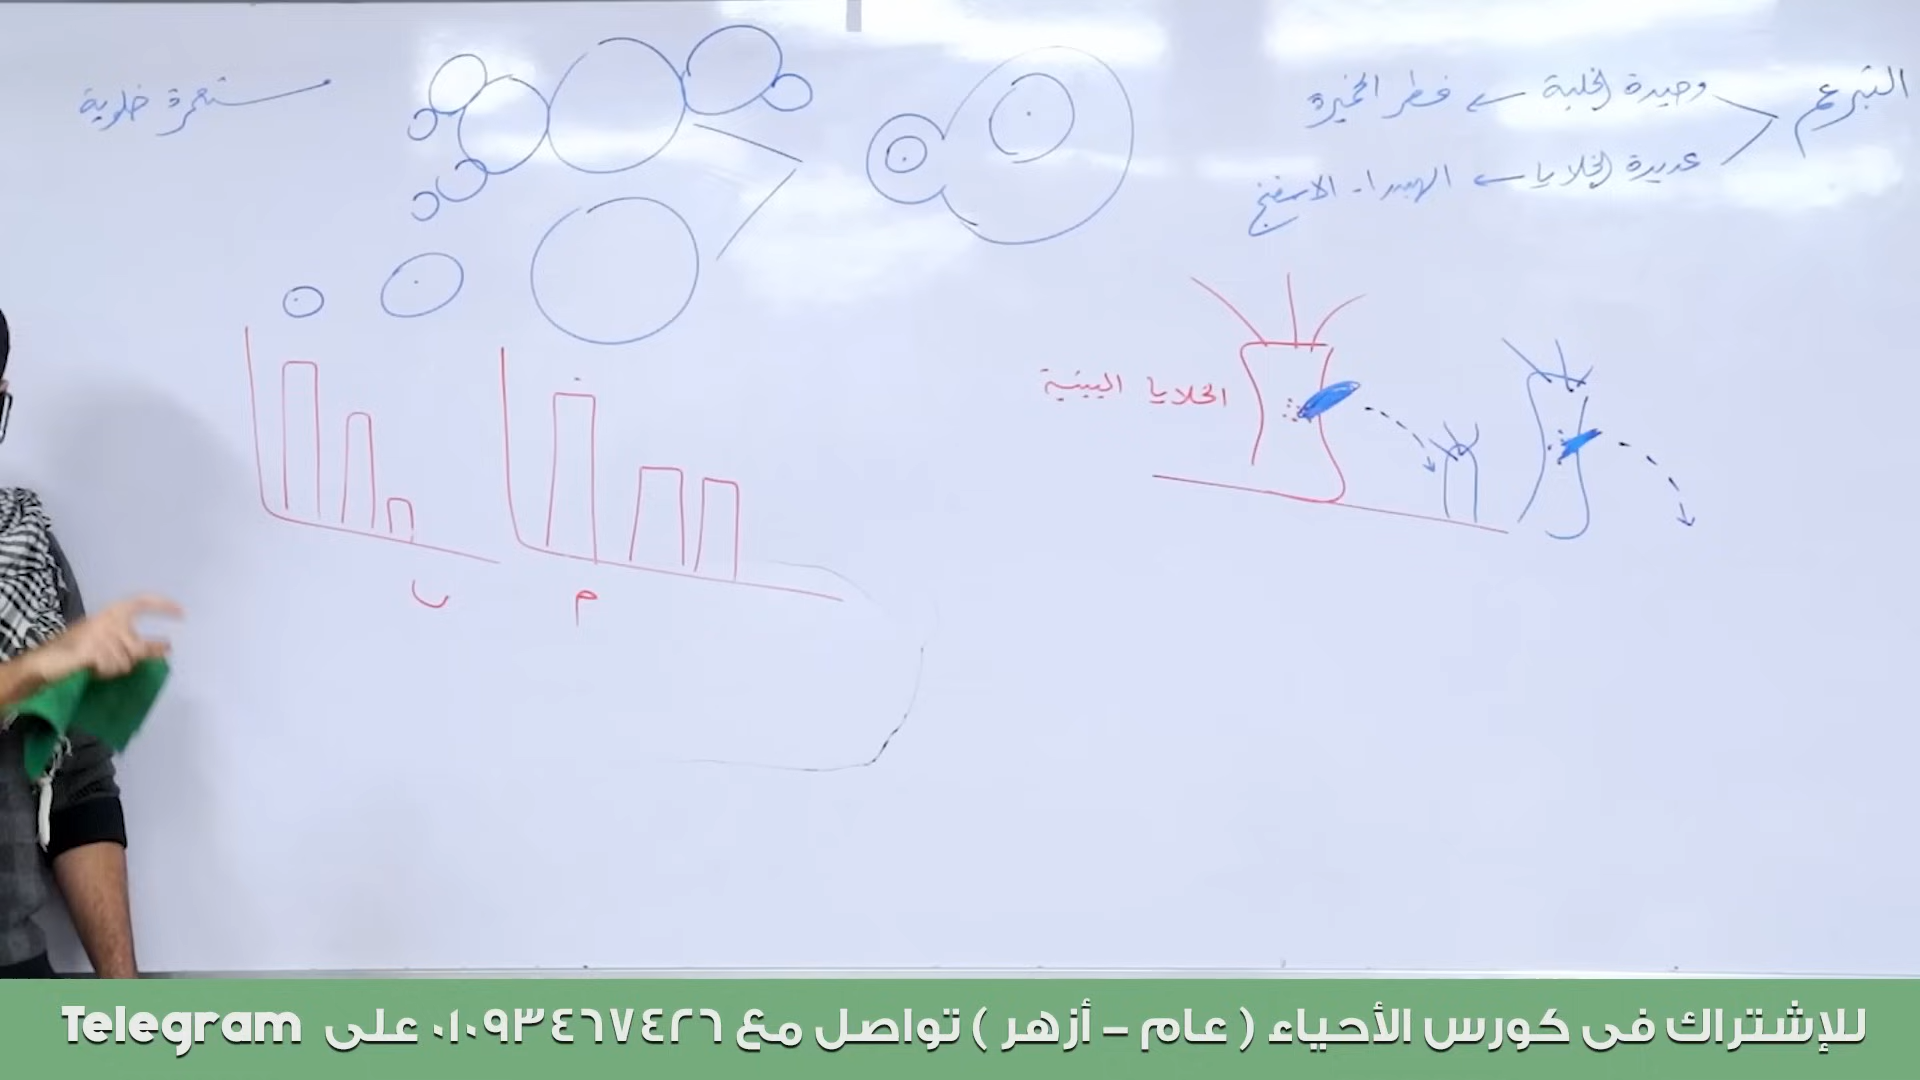 التبرعم
وحيدة الخلية ← فطر الخميرة
عديدة الخلايا ← الهيدرا - الاسفنج
مستعمرة خلوية
الخلايا البينية
ب
م
للإشتراك فى كورس الأحياء ( عام – أزهر ) تواصل مع ٠١٠٩٣٤٦٧٤٢٦ على Telegram